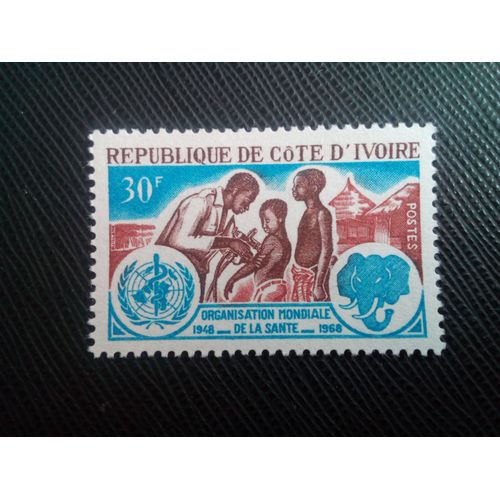 REPUBLIQUE DE CôTE D'IVOIRE
30F
POSTES
ORGANISATION MONDIALE
1948 _ DE LA SANTE _ 1968